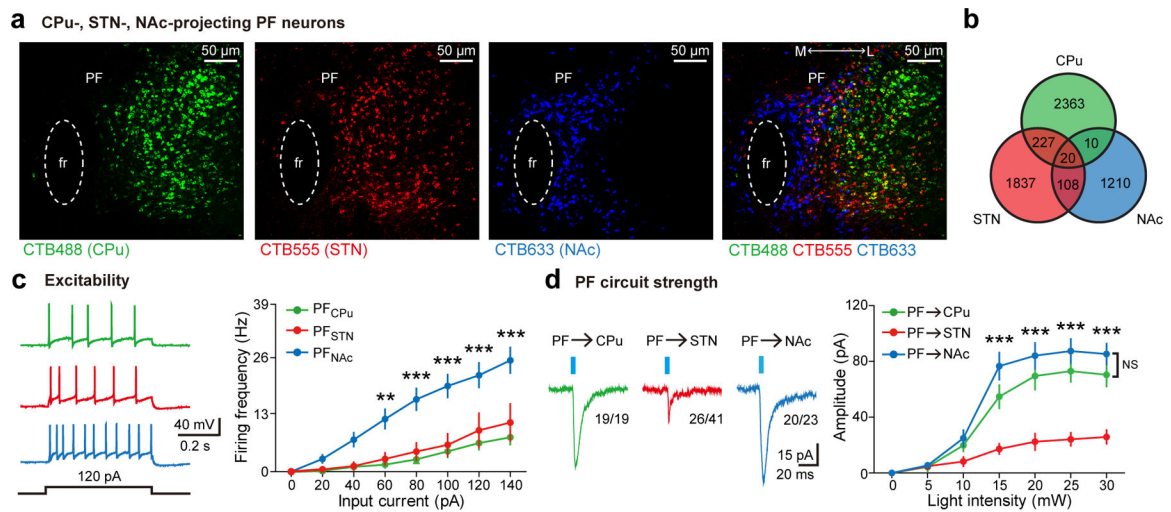 a CPu-, STN-, NAc-projecting PF neurons
50 µm
PF
fr
CTB488 (CPu)
50 µm
PF
fr
CTB555 (STN)
50 µm
PF
fr
CTB633 (NAc)
M L
50 µm
PF
fr
CTB488 CTB555 CTB633
b
CPu
2363
227
10
20
1837
108
1210
STN
NAc
c Excitability
40 mV
0.2 s
120 pA
Firing frequency (Hz)
39
26
13
0
PFCPu
PFSTN
PFNAc
** *** *** *** ***
0 20 40 60 80 100 120 140
Input current (pA)
d PF circuit strength
PF→CPu
19/19
PF→STN
26/41
PF→NAc
20/23
15 pA
20 ms
Amplitude (pA)
120
80
40
0
PF→CPu
PF→STN
PF→NAc
*** *** *** ***
NS
0 5 10 15 20 25 30
Light intensity (mW)